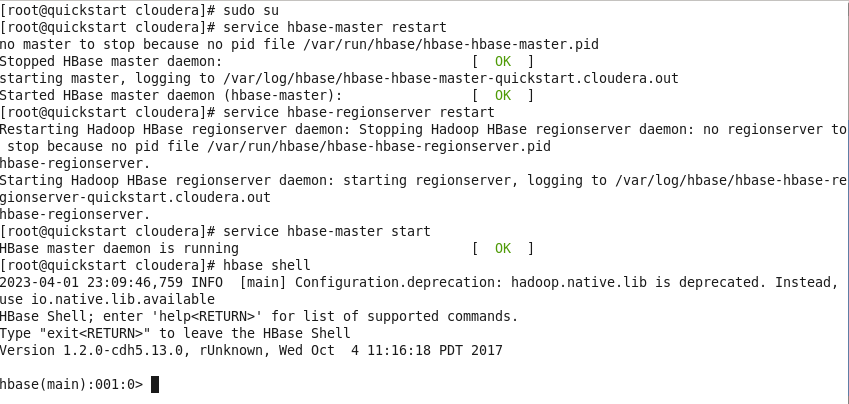 [root@quickstart cloudera]# sudo su
[root@quickstart cloudera]# service hbase-master restart
no master to stop because no pid file /var/run/hbase/hbase-hbase-master.pid
Stopped HBase master daemon:                               [  OK  ]
starting master, logging to /var/log/hbase/hbase-hbase-master-quickstart.cloudera.out
Started HBase master daemon (hbase-master):                [  OK  ]
[root@quickstart cloudera]# service hbase-regionserver restart
Restarting Hadoop HBase regionserver daemon: Stopping Hadoop HBase regionserver daemon: no regionserver to
 stop because no pid file /var/run/hbase/hbase-hbase-regionserver.pid
hbase-regionserver.
Starting Hadoop HBase regionserver daemon: starting regionserver, logging to /var/log/hbase/hbase-hbase-re
gionserver-quickstart.cloudera.out
hbase-regionserver.
[root@quickstart cloudera]# service hbase-master start
HBase master daemon is running                             [  OK  ]
[root@quickstart cloudera]# hbase shell
2023-04-01 23:09:46,759 INFO  [main] Configuration.deprecation: hadoop.native.lib is deprecated. Instead,
use io.native.lib.available
HBase Shell; enter 'help<RETURN>' for list of supported commands.
Type "exit<RETURN>" to leave the HBase Shell
Version 1.2.0-cdh5.13.0, rUnknown, Wed Oct  4 11:16:18 PDT 2017

hbase(main):001:0>